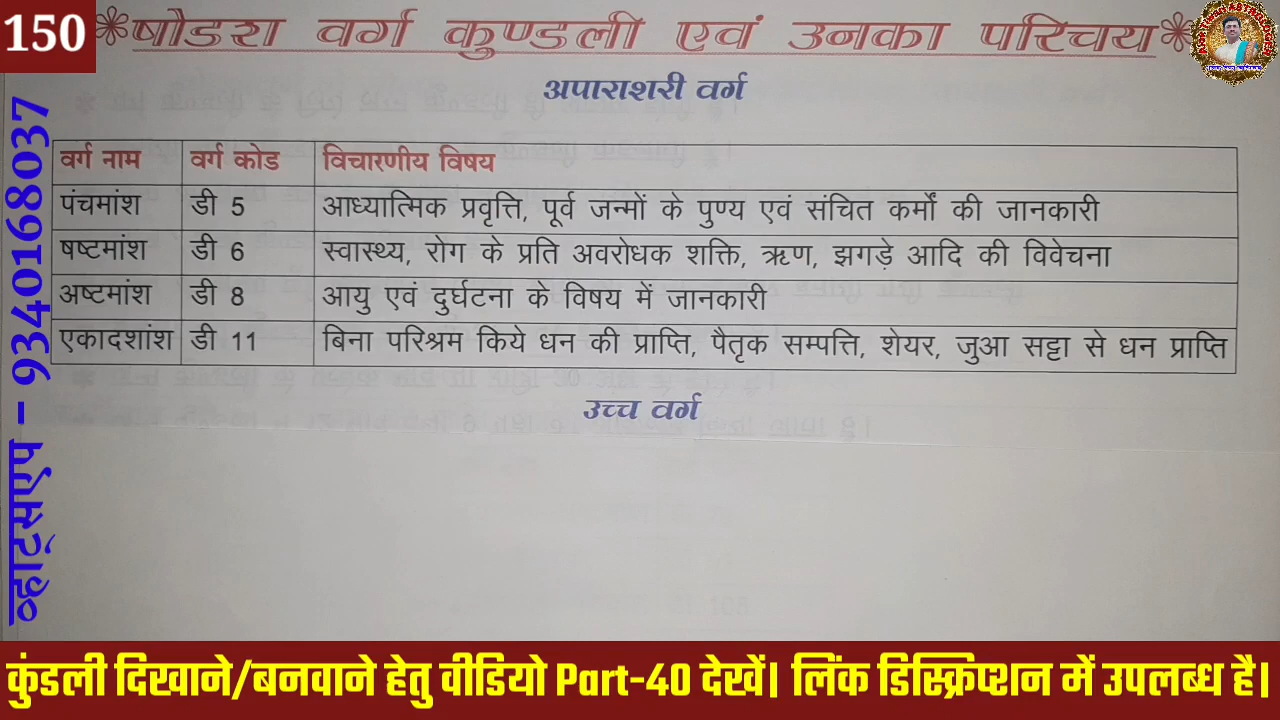 150
❋षोडश वर्ग कुण्डली एवं उनका परिचय❋
अपाराशरी वर्ग
वर्ग नाम वर्ग कोड विचारणीय विषय
पंचमांश डी 5 आध्यात्मिक प्रवृत्ति, पूर्व जन्मों के पुण्य एवं संचित कर्मों की जानकारी
षष्टमांश डी 6 स्वास्थ्य, रोग के प्रति अवरोधक शक्ति, ऋण, झगड़े आदि की विवेचना
अष्टमांश डी 8 आयु एवं दुर्घटना के विषय में जानकारी
एकादशांश डी 11 बिना परिश्रम किये धन की प्राप्ति, पैतृक सम्पत्ति, शेयर, जुआ सट्टा से धन प्राप्ति
उच्च वर्ग
व्हाट्सएप - 9340168037
कुंडली दिखाने/बनवाने हेतु वीडियो Part-40 देखें। लिंक डिस्क्रिप्शन में उपलब्ध है।